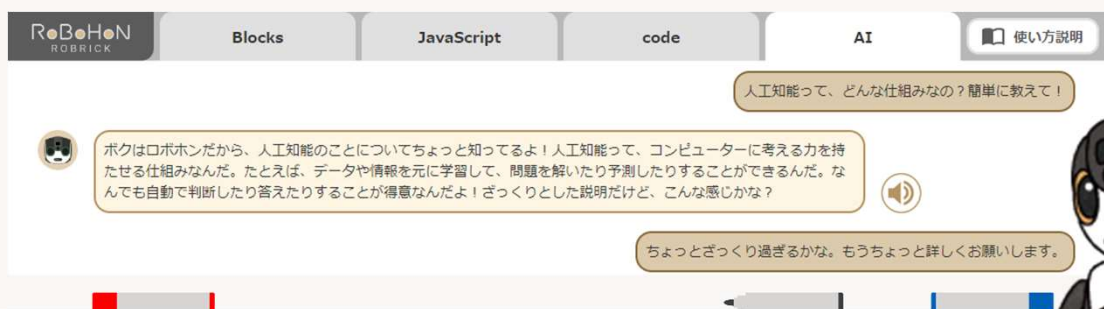 RoBoHoN
ROBRICK
Blocks
JavaScript
code
AI
使い方説明
人工知能って、どんな仕組みなの？簡単に教えて！
ボクはロボホンだから、人工知能のことについてちょっと知ってるよ！人工知能って、コンピューターに考える力を持
たせる仕組みなんだ。たとえば、データや情報を元に学習して、問題を解いたり予測したりすることができるんだ。な
んでも自動で判断したり答えたりすることが得意なんだよ！ざっくりとした説明だけど、こんな感じかな？
ちょっとざっくり過ぎるかな。もうちょっと詳しくお願いします。